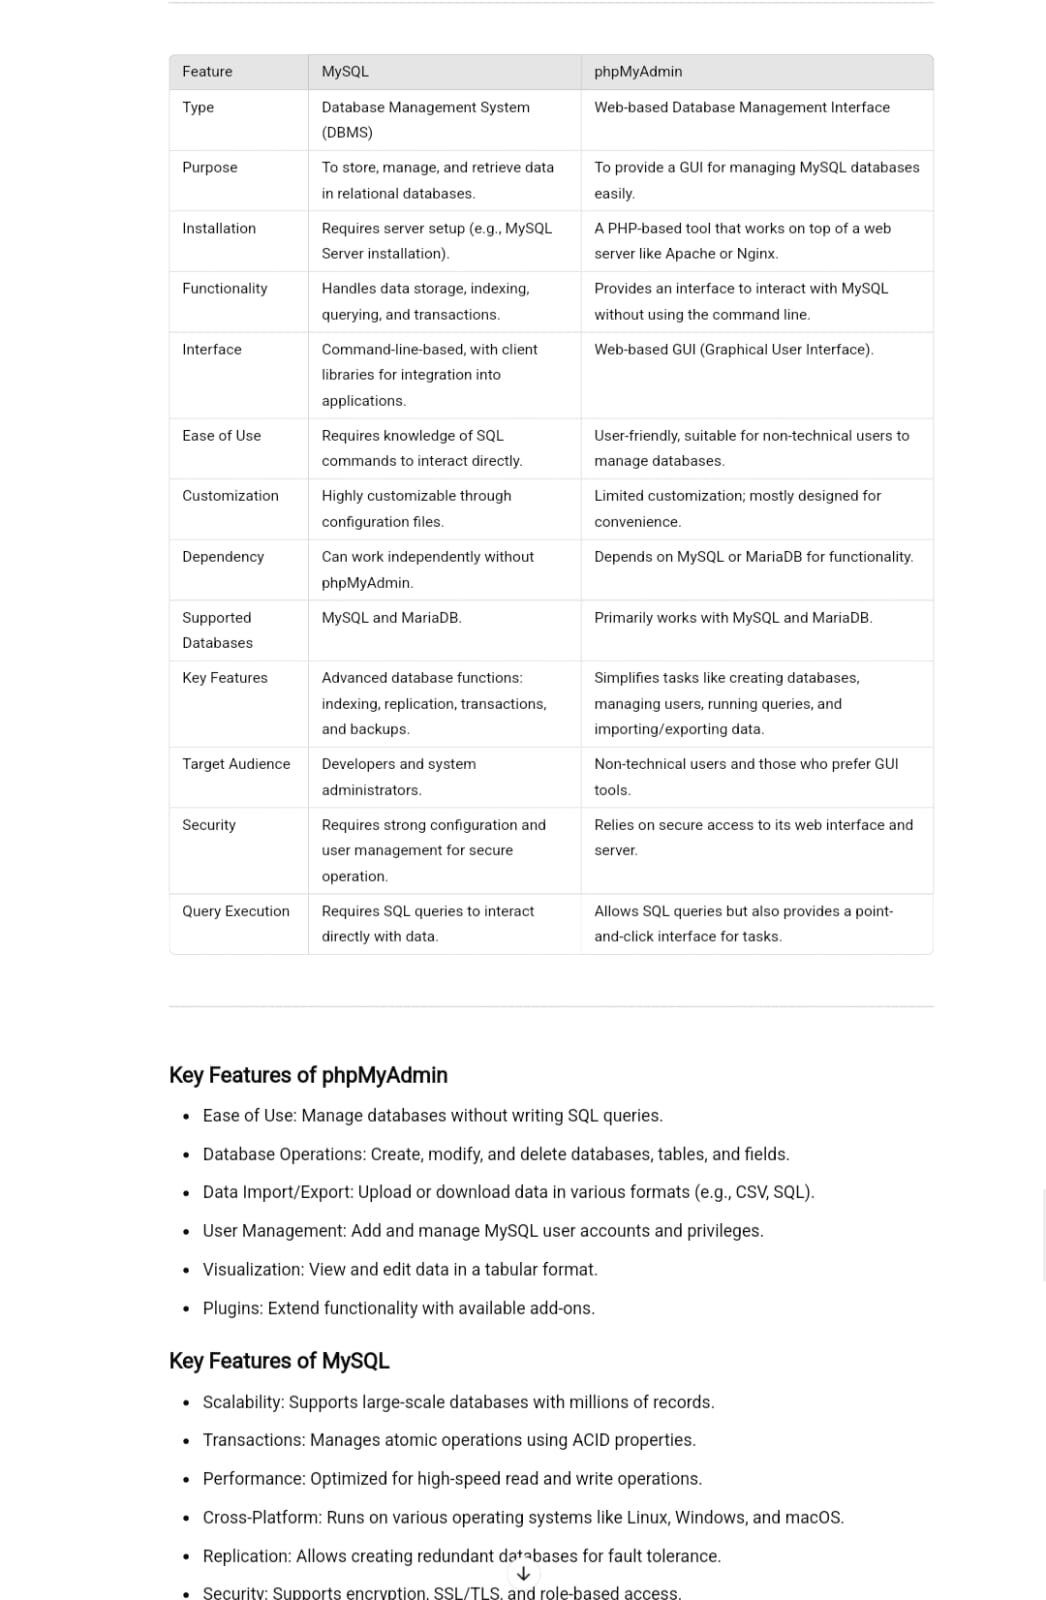 Feature MySQL phpMyAdmin
Type Database Management System Web-based Database Management Interface
(DBMS)
Purpose To store, manage, and retrieve data To provide a GUI for managing MySQL databases
in relational databases. easily.
Installation Requires server setup (e.g., MySQL A PHP-based tool that works on top of a web
Server installation). server like Apache or Nginx.
Functionality Handles data storage, indexing, Provides an interface to interact with MySQL
querying, and transactions. without using the command line.
Interface Command-line-based, with client Web-based GUI (Graphical User Interface).
libraries for integration into
applications.
Ease of Use Requires knowledge of SQL User-friendly, suitable for non-technical users to
commands to interact directly. manage databases.
Customization Highly customizable through Limited customization; mostly designed for
configuration files. convenience.
Dependency Can work independently without Depends on MySQL or MariaDB for functionality.
phpMyAdmin.
Supported MySQL and MariaDB. Primarily works with MySQL and MariaDB.
Databases
Key Features Advanced database functions: Simplifies tasks like creating databases,
indexing, replication, transactions, managing users, running queries, and
and backups. importing/exporting data.
Target Audience Developers and system Non-technical users and those who prefer GUI
administrators. tools.
Security Requires strong configuration and Relies on secure access to its web interface and
user management for secure server.
operation.
Query Execution Requires SQL queries to interact Allows SQL queries but also provides a point-
directly with data. and-click interface for tasks.
Key Features of phpMyAdmin
• Ease of Use: Manage databases without writing SQL queries.
• Database Operations: Create, modify, and delete databases, tables, and fields.
• Data Import/Export: Upload or download data in various formats (e.g., CSV, SQL).
• User Management: Add and manage MySQL user accounts and privileges.
• Visualization: View and edit data in a tabular format.
• Plugins: Extend functionality with available add-ons.
Key Features of MySQL
• Scalability: Supports large-scale databases with millions of records.
• Transactions: Manages atomic operations using ACID properties.
• Performance: Optimized for high-speed read and write operations.
• Cross-Platform: Runs on various operating systems like Linux, Windows, and macOS.
• Replication: Allows creating redundant databases for fault tolerance.
• Security: Supports encryption, SSL/TLS, and role-based access.